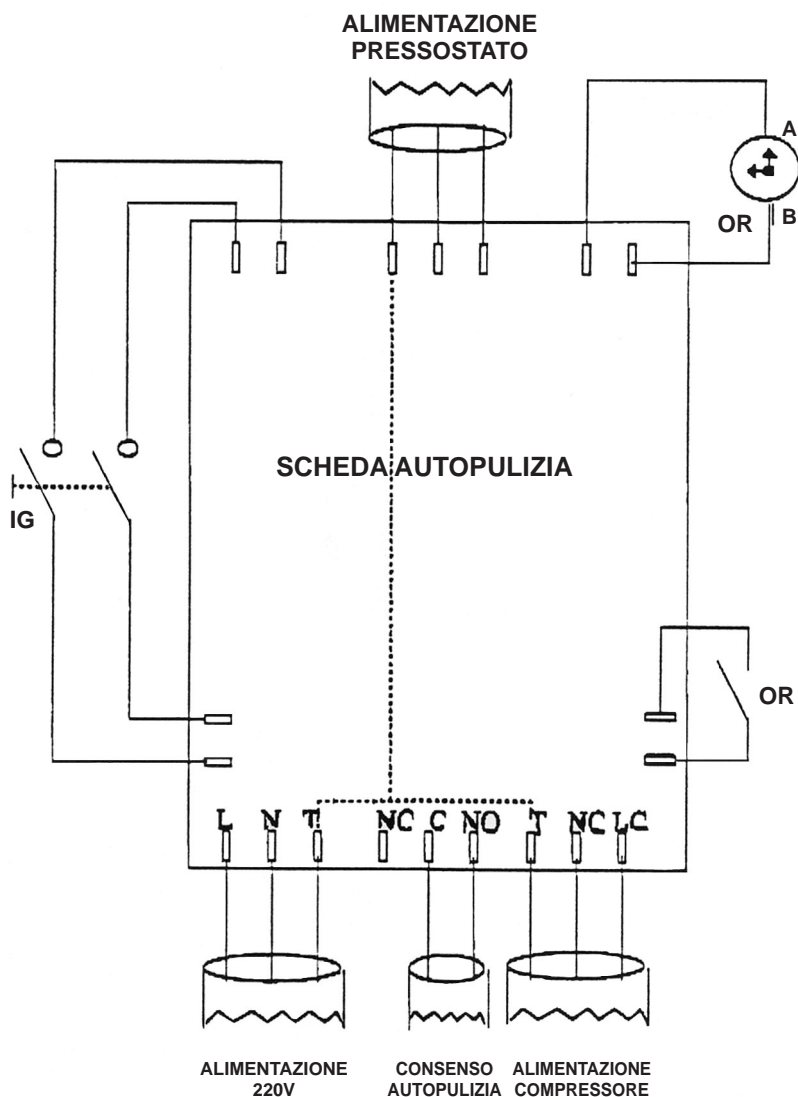 ALIMENTAZIONE
PRESSOSTATO
A
B
OR
SCHEDA AUTOPULIZIA
IG
OR
L N T NC C NO T NC LC
ALIMENTAZIONE
220V
CONSENSO
AUTOPULIZIA
ALIMENTAZIONE
COMPRESSORE